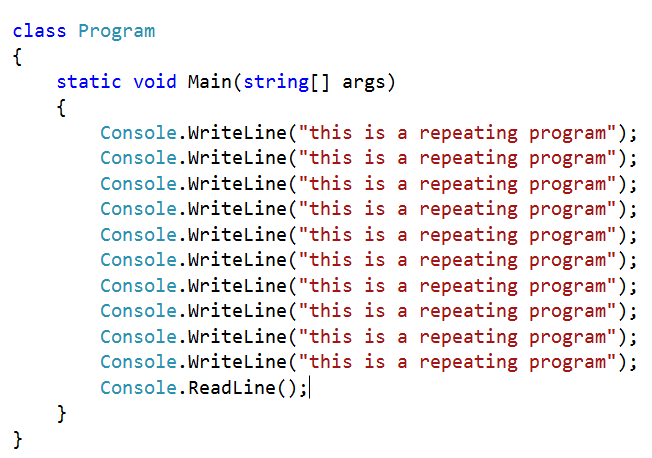 class Program
{
    static void Main(string[] args)
    {
        Console.WriteLine("this is a repeating program");
        Console.WriteLine("this is a repeating program");
        Console.WriteLine("this is a repeating program");
        Console.WriteLine("this is a repeating program");
        Console.WriteLine("this is a repeating program");
        Console.WriteLine("this is a repeating program");
        Console.WriteLine("this is a repeating program");
        Console.WriteLine("this is a repeating program");
        Console.WriteLine("this is a repeating program");
        Console.WriteLine("this is a repeating program");
        Console.ReadLine();
    }
}